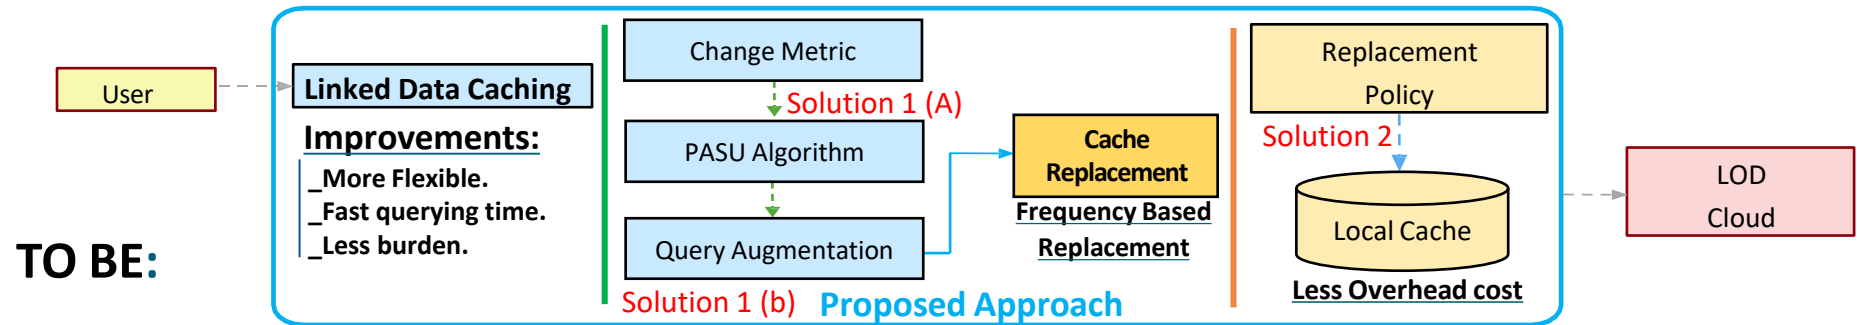 User
Linked Data Caching
Improvements:
_More Flexible.
_Fast querying time.
_Less burden.
TO BE:
Change Metric
Solution 1 (A)
PASU Algorithm
Query Augmentation
Solution 1 (b)
Cache
Replacement
Frequency Based
Replacement
Proposed Approach
Replacement
Policy
Solution 2
Local Cache
Less Overhead cost
LOD
Cloud